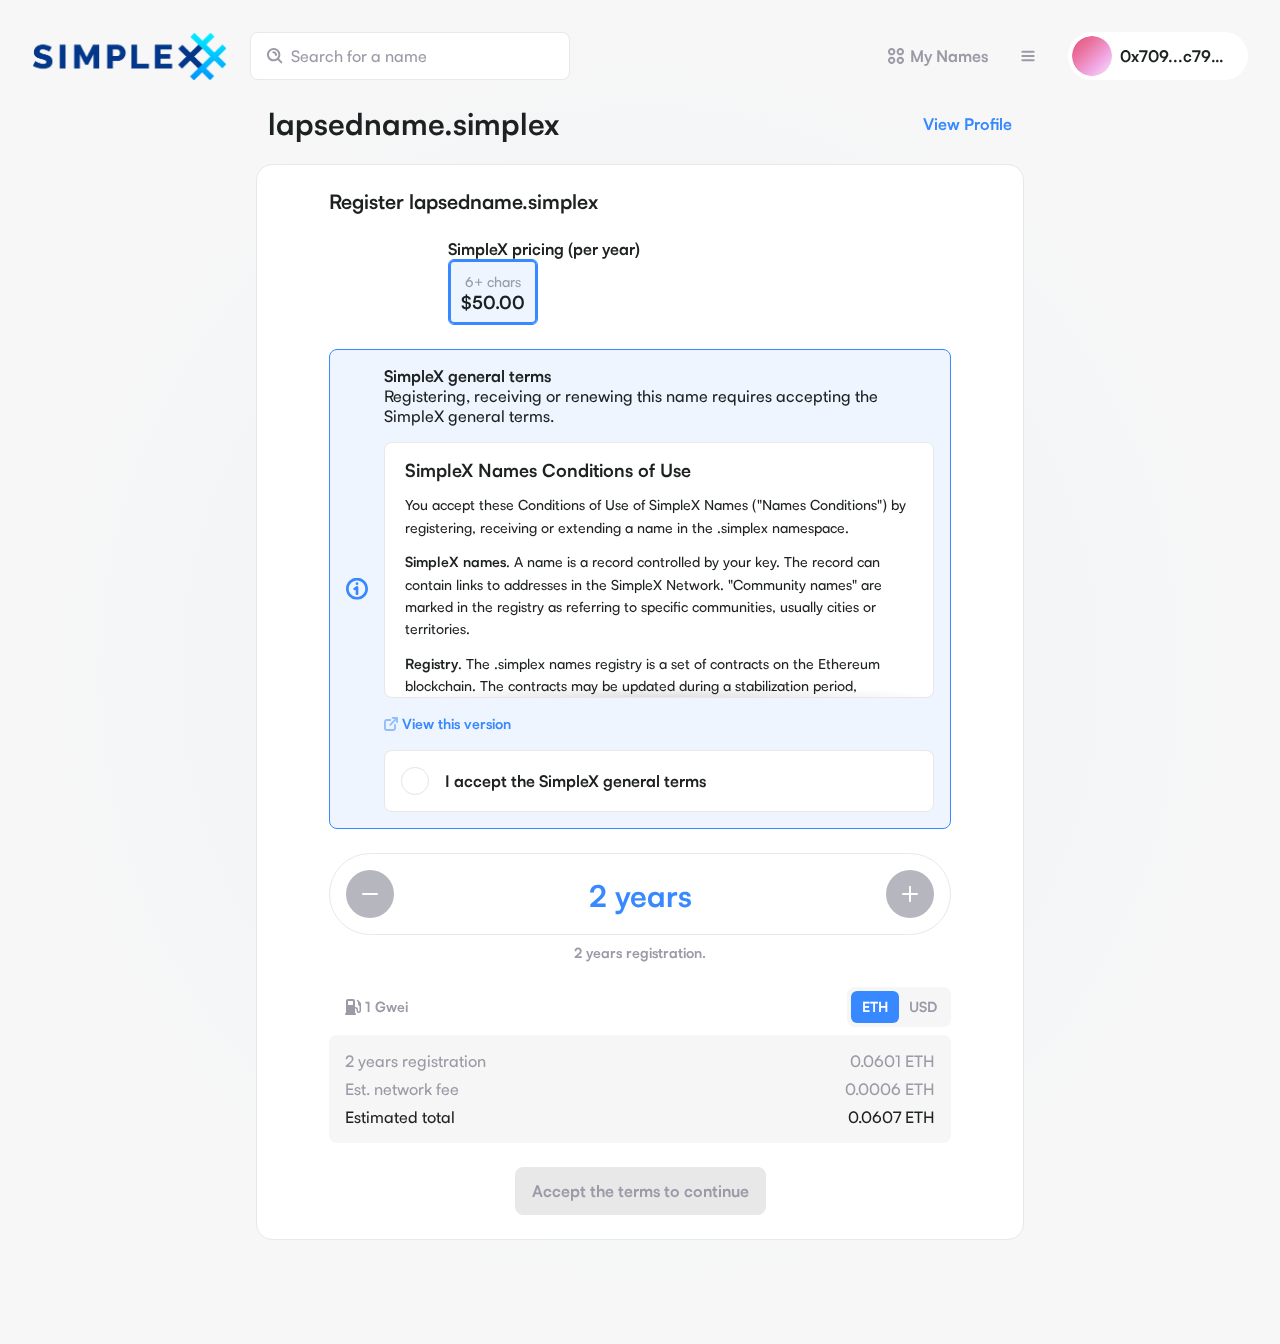 SIMPLEX
Search for a name
My Names
0x709...c79...
lapsedname.simplex
View Profile
Register lapsedname.simplex
SimpleX pricing (per year)
6+ chars
$50.00
SimpleX general terms
Registering, receiving or renewing this name requires accepting the
SimpleX general terms.
SimpleX Names Conditions of Use
You accept these Conditions of Use of SimpleX Names ("Names Conditions") by
registering, receiving or extending a name in the .simplex namespace.
SimpleX names. A name is a record controlled by your key. The record can
contain links to addresses in the SimpleX Network. "Community names" are
marked in the registry as referring to specific communities, usually cities or
territories.
Registry. The .simplex names registry is a set of contracts on the Ethereum
blockchain. The contracts may be updated during a stabilization period,
View this version
I accept the SimpleX general terms
2 years
2 years registration.
1 Gwei
ETH USD
2 years registration 0.0601 ETH
Est. network fee 0.0006 ETH
Estimated total 0.0607 ETH
Accept the terms to continue